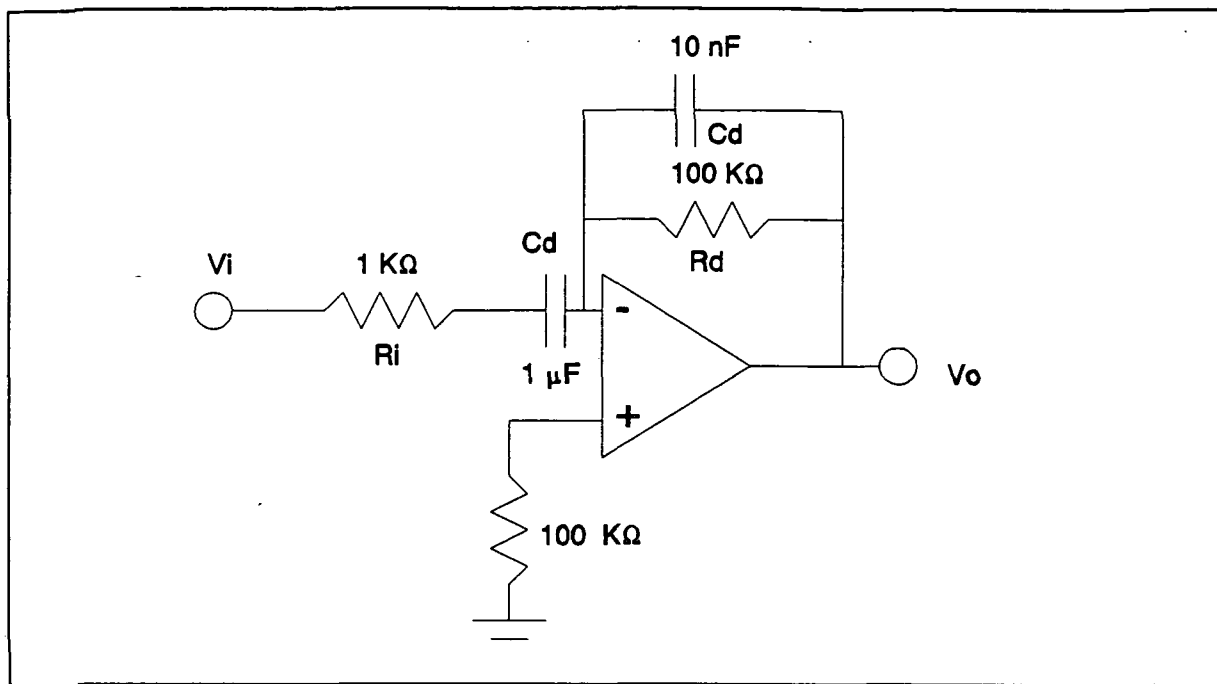 10 nF
Cd
100 KΩ
Rd
Cd
Vi
1 KΩ
Ri
1 μF
-
+
Vo
100 KΩ